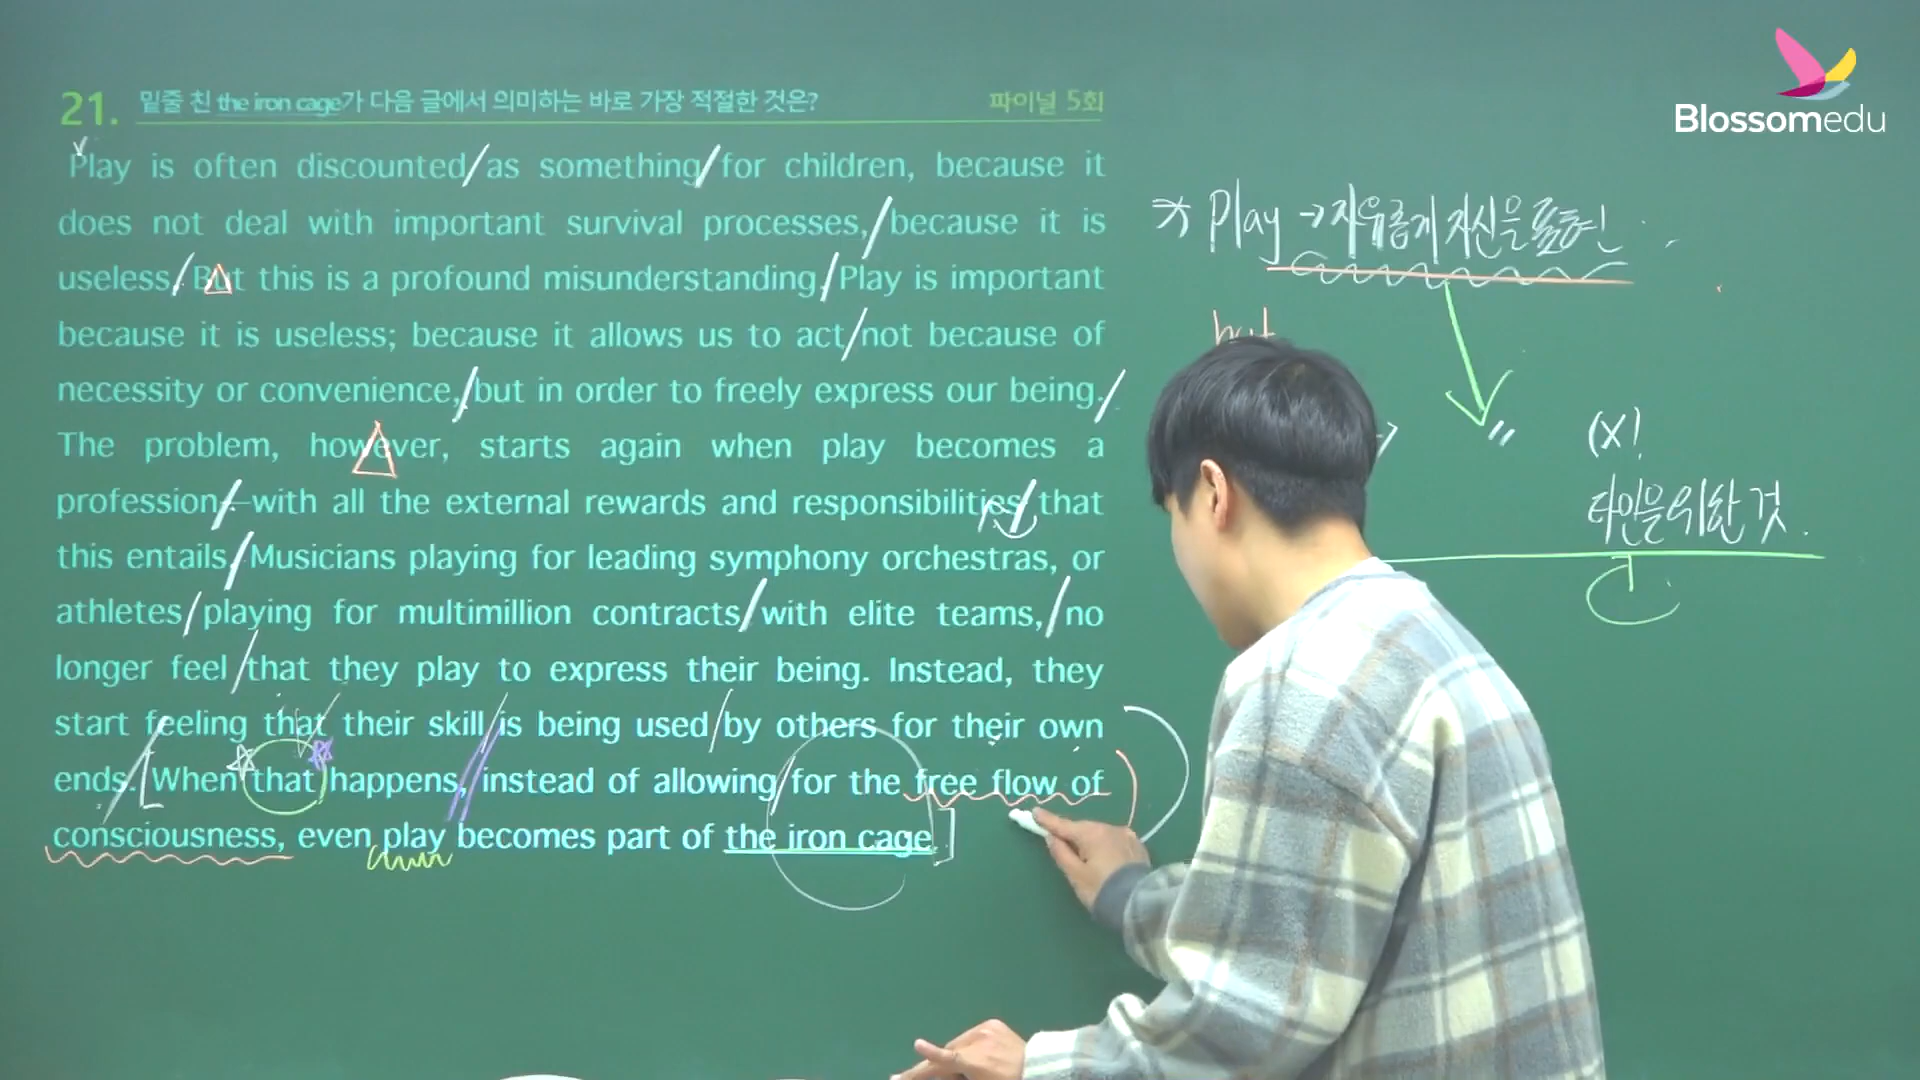 21. 밑줄 친 the iron cage가 다음 글에서 의미하는 바로 가장 적절한 것은? 파이널 5회
Play is often discounted as something for children, because it
does not deal with important survival processes, because it is
useless. But this is a profound misunderstanding. Play is important
because it is useless; because it allows us to act not because of
necessity or convenience, but in order to freely express our being.
The problem, however, starts again when play becomes a
profession—with all the external rewards and responsibilities that
this entails. Musicians playing for leading symphony orchestras, or
athletes playing for multimillion contracts with elite teams, no
longer feel that they play to express their being. Instead, they
start feeling that their skill is being used by others for their own
ends. When that happens, instead of allowing for the free flow of
consciousness, even play becomes part of the iron cage.
Blossomedu
Play → 자유롭게 자신을 표현
but
(X)
타인을 위한 것.